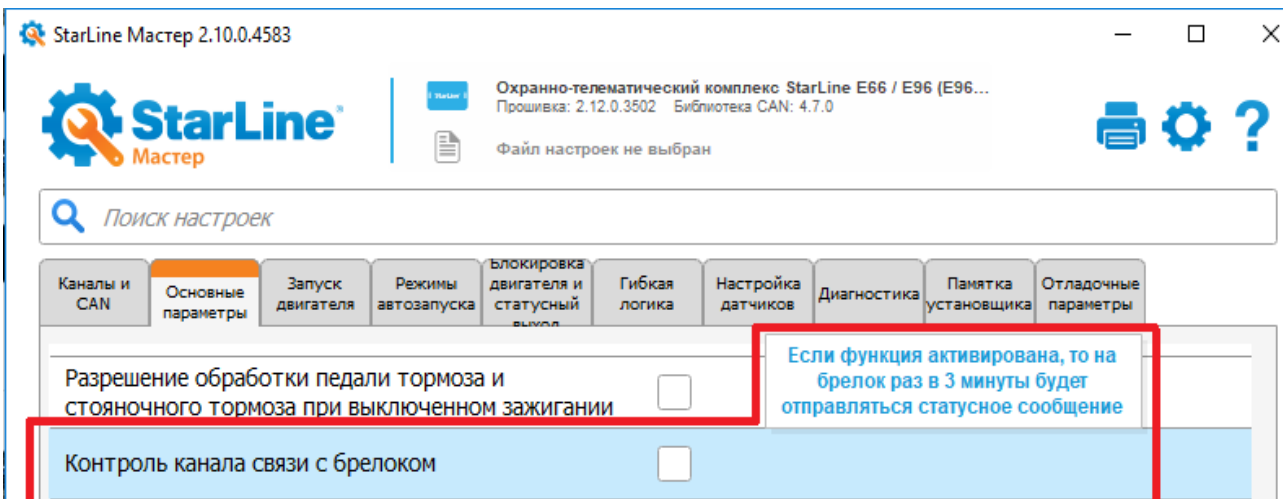 StarLine Мастер 2.10.0.4583
StarLine
Мастер
Охранно-телематический комплекс StarLine E66 / E96 (E96...
Прошивка: 2.12.0.3502 Библиотека CAN: 4.7.0
Файл настроек не выбран
Поиск настроек
Каналы и
CAN
Основные
параметры
Запуск
двигателя
Режимы
автозапуска
Блокировка
двигателя и
статусный
выход
Гибкая
логика
Настройка
датчиков
Диагностика
Памятка
установщика
Отладочные
параметры
Разрешение обработки педали тормоза и
стояночного тормоза при выключенном зажигании
Если функция активирована, то на
брелок раз в 3 минуты будет
отправляться статусное сообщение
Контроль канала связи с брелоком